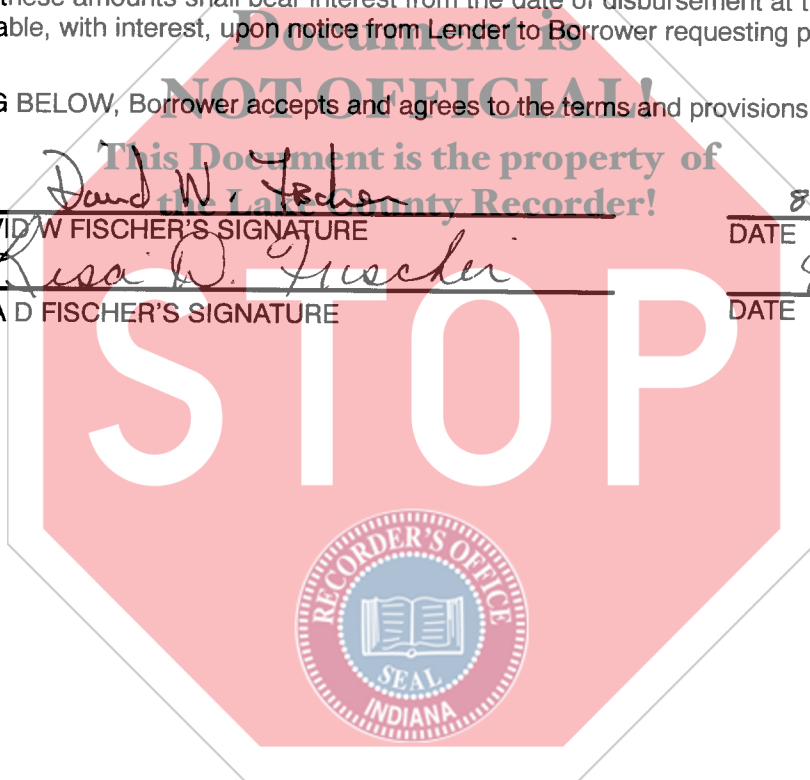 these amounts shall bear interest from the date of disbursement at t
able, with interest, upon notice from Lender to Borrower requesting p
Document is
NOT OFFICIAL!
G BELOW, Borrower accepts and agrees to the terms and provisions
This Document is the property of
the Lake County Recorder!
David W. Fischer
8
VID W FISCHER'S SIGNATURE
DATE
Lisa D. Fischer
A D FISCHER'S SIGNATURE
DATE
STOP
RECORDER'S OFFICE
SEAL
INDIANA